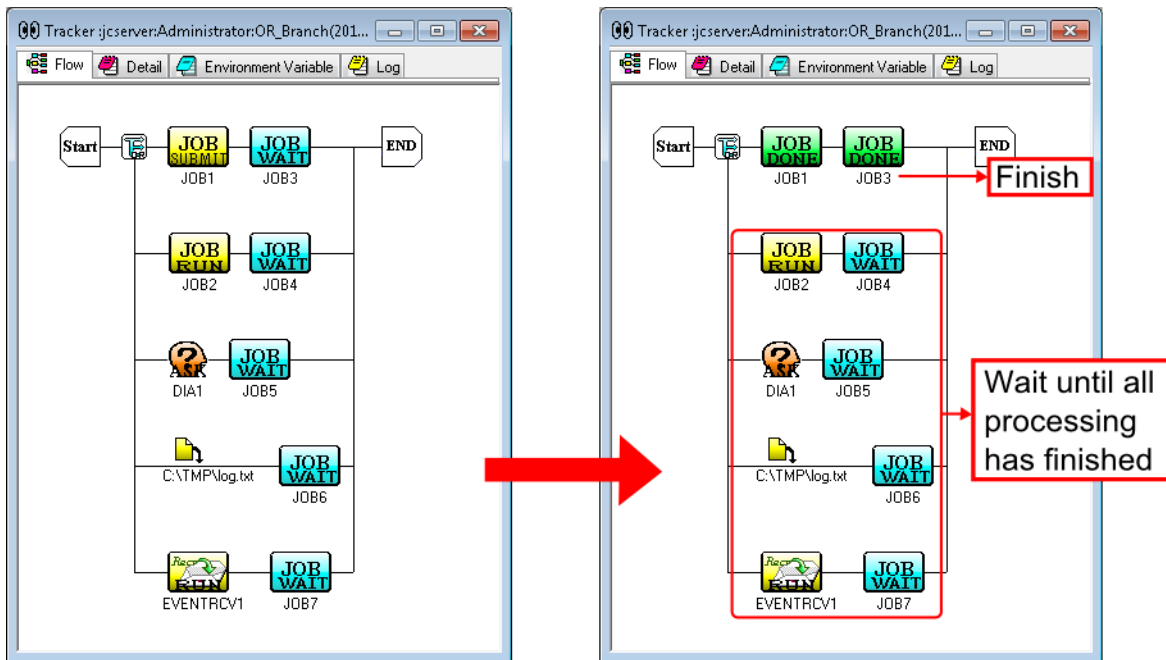 Tracker :jcserver:Administrator:OR_Branch(201...
Flow Detail Environment Variable Log
Start OR JOB SUBMIT JOB WAIT END
JOB1 JOB3
JOB RUN JOB WAIT
JOB2 JOB4
? ASK JOB WAIT
DIA1 JOB5
JOB WAIT
C:\TMP\log.txt
JOB6
RUN JOB WAIT
EVENTRCV1 JOB7
Tracker :jcserver:Administrator:OR_Branch(201...
Flow Detail Environment Variable Log
Start OR JOB DONE JOB DONE END
JOB1 JOB3
Finish
JOB RUN JOB WAIT
JOB2 JOB4
? ASK JOB WAIT
DIA1 JOB5
Wait until all
processing
has finished
JOB WAIT
C:\TMP\log.txt
JOB6
RUN JOB WAIT
EVENTRCV1 JOB7